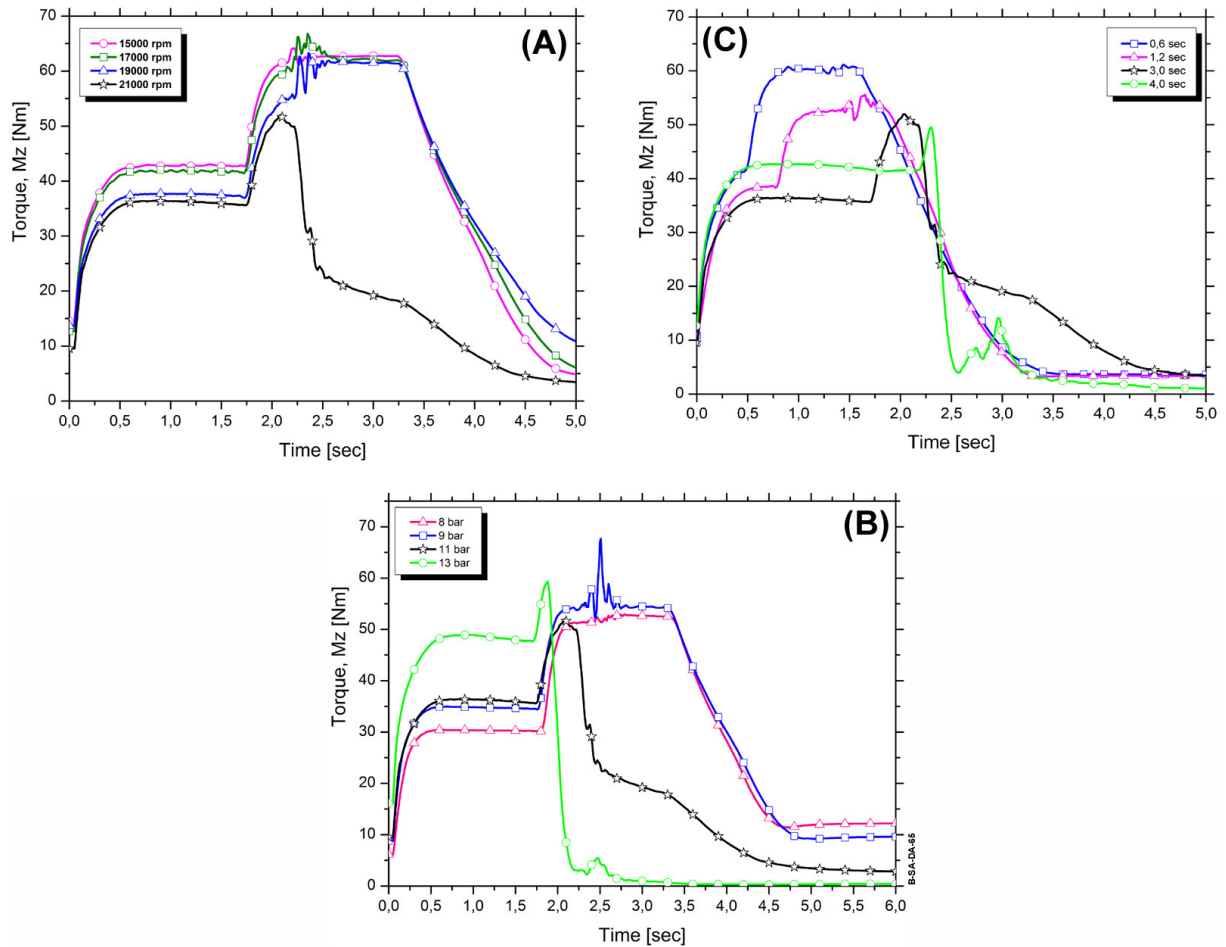 (A)
15000 rpm
17000 rpm
19000 rpm
21000 rpm
Torque, Mz [Nm]
70
60
50
40
30
20
10
0
0,0 0,5 1,0 1,5 2,0 2,5 3,0 3,5 4,0 4,5 5,0
Time [sec]
(C)
0,6 sec
1,2 sec
3,0 sec
4,0 sec
Torque, Mz [Nm]
70
60
50
40
30
20
10
0
0,0 0,5 1,0 1,5 2,0 2,5 3,0 3,5 4,0 4,5 5,0
Time [sec]
(B)
8 bar
9 bar
11 bar
13 bar
Torque, Mz [Nm]
70
60
50
40
30
20
10
0
0,0 0,5 1,0 1,5 2,0 2,5 3,0 3,5 4,0 4,5 5,0 5,5 6,0
Time [sec]
B-SA-DA-65